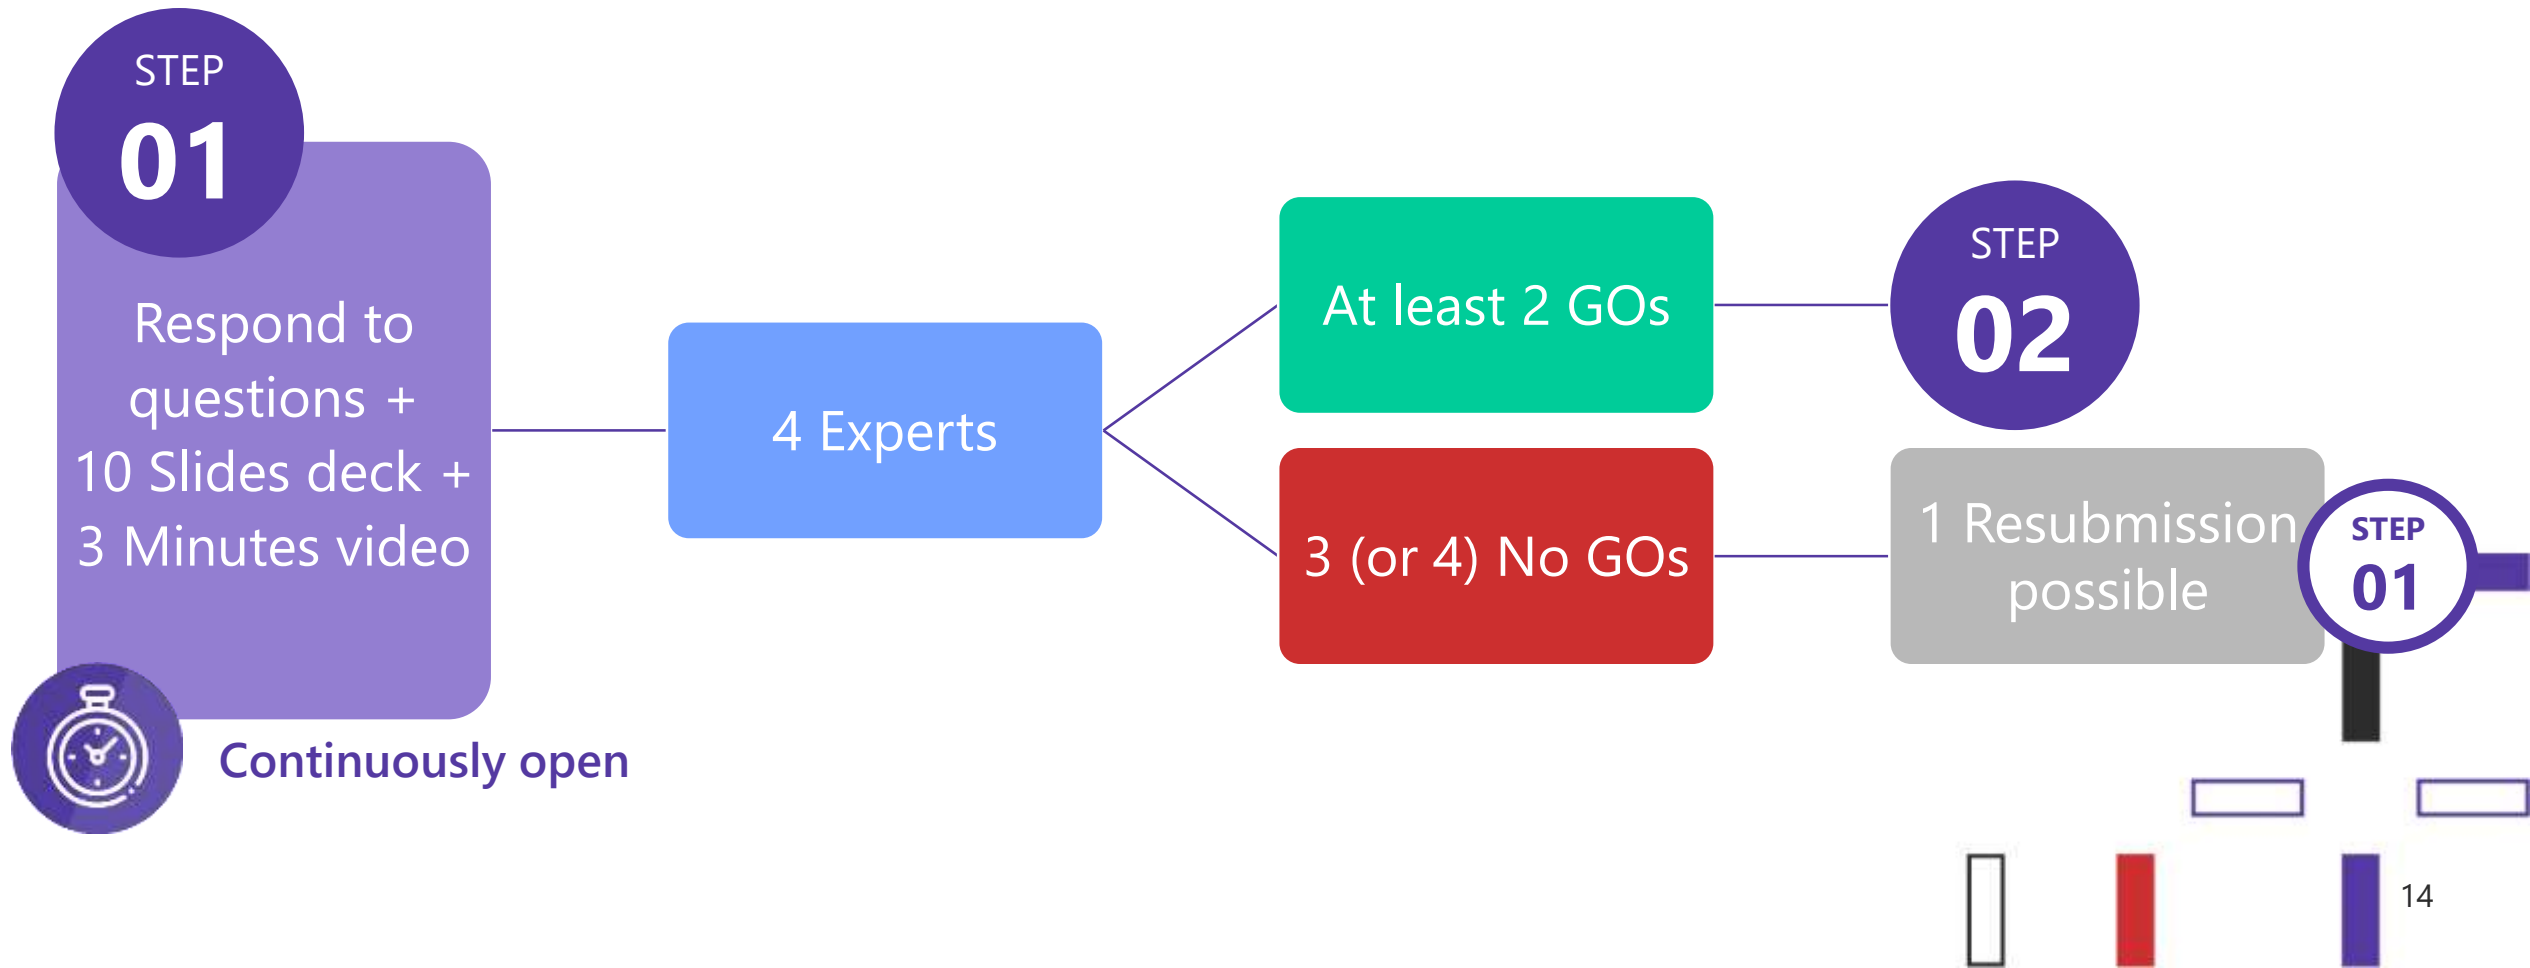 STEP
01
Respond to
questions +
10 Slides deck +
3 Minutes video
Continuously open
4 Experts
At least 2 GOs
STEP
02
3 (or 4) No GOs
1 Resubmission
possible
STEP
01
14